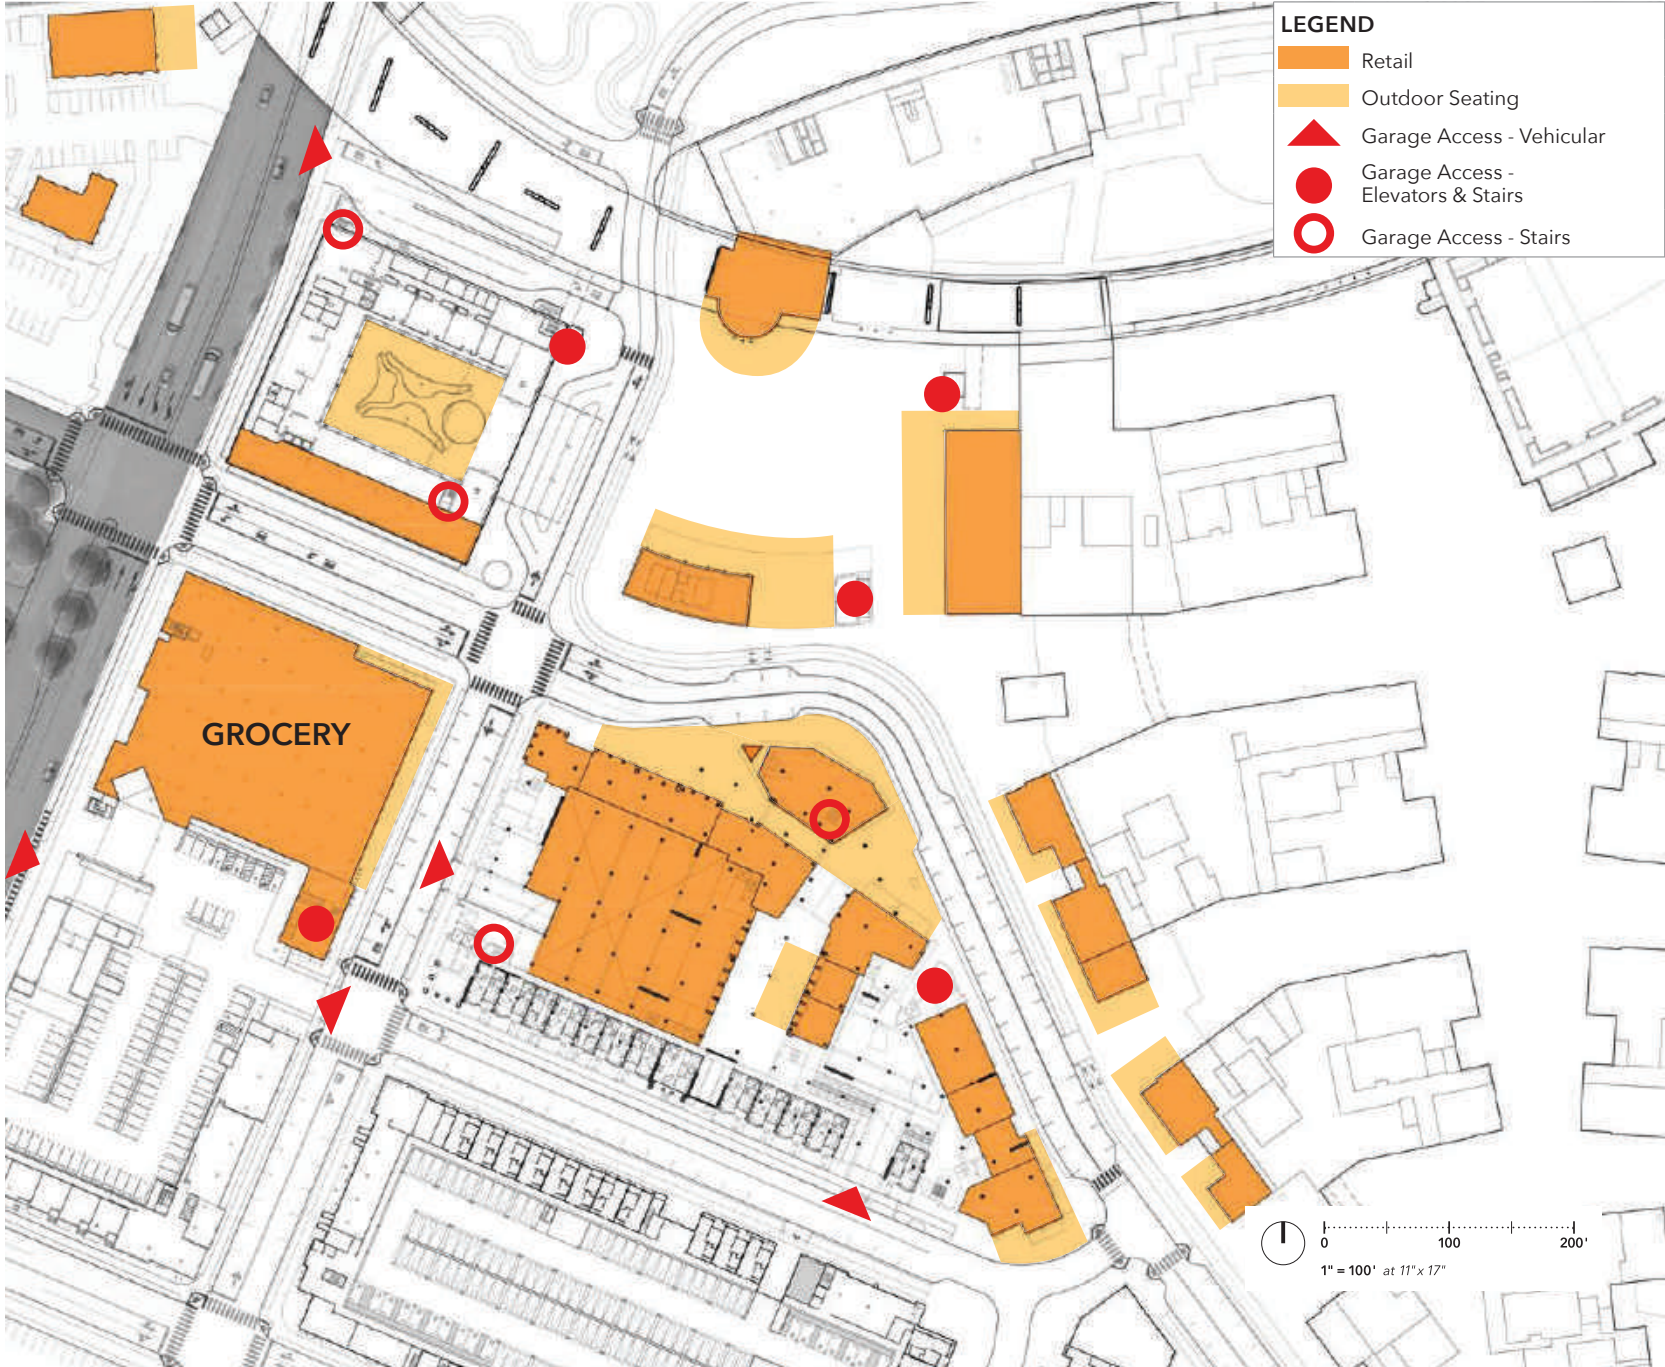 LEGEND
Retail
Outdoor Seating
Garage Access - Vehicular
Garage Access -
Elevators & Stairs
Garage Access - Stairs
GROCERY
0 100 200'
1" = 100' at 11" x 17"